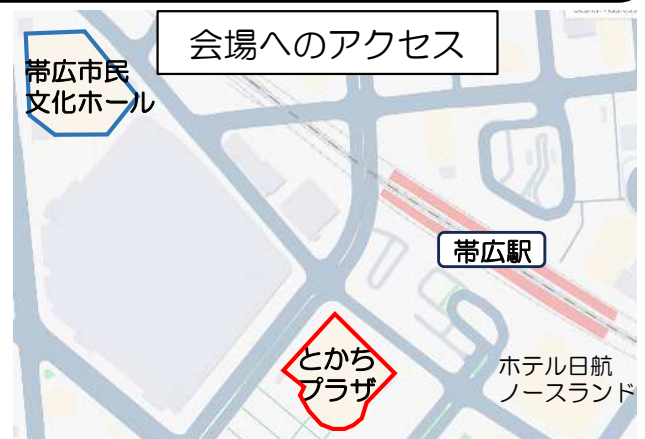 会場へのアクセス
帯広市民
文化ホール
帯広駅
とかち
プラザ
ホテル日航
ノースランド